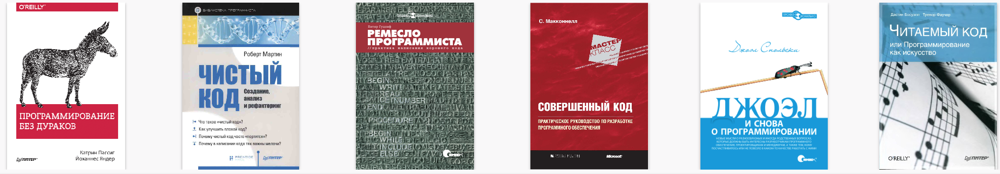 O'REILLY
ПРОГРАММИРОВАНИЕ
БЕЗ ДУРАКОВ
Катрин Пассиг
Йоханнес Яндер
ПИТЕР
БИБЛИОТЕКА ПРОГРАММИСТА
Роберт Мартин
ЧИСТЫЙ
КОД
Создание,
анализ
и рефакторинг
Что такое «чистый код»?
Как улучшить плохой код?
Почему чистый код часто «портится»?
Почему в написании кода так важны мелочи?
PRENTICE
HALL
ПИТЕР
ПРОФЕССИОНАЛЬНО
Питер Гудлиф
РЕМЕСЛО
ПРОГРАММИСТА
//практика написания хорошего кода
BEGIN
WRITE
READ
NUMBER
END
PROCEDURE
BEGIN
WHILE
INCLUDE
ELSE
С. Макконнелл
МАСТЕР
КЛАСС
СОВЕРШЕННЫЙ КОД
ПРАКТИЧЕСКОЕ РУКОВОДСТВО ПО РАЗРАБОТКЕ
ПРОГРАММНОГО ОБЕСПЕЧЕНИЯ
РУССКАЯ РЕДАКЦИЯ
Microsoft
ПРОФЕССИОНАЛЬНО
Джоэл Спольски
ДЖОЭЛ
И СНОВА
О ПРОГРАММИРОВАНИИ
НОВЫЕ МЫСЛИ О РАЗНООБРАЗНЫХ И ИНОГДА РОДСТВЕННЫХ ВОПРОСАХ,
КОТОРЫЕ ДОЛЖНЫ БЫТЬ ИНТЕРЕСНЫ РАЗРАБОТЧИКАМ ПРОГРАММНОГО
ОБЕСПЕЧЕНИЯ, ПРОЕКТИРОВЩИКАМ И МЕНЕДЖЕРАМ, А ТАКЖЕ ТЕМ, КОМУ
ПОСЧАСТЛИВИЛОСЬ ИЛИ НЕ ПОВЕЗЛО В КАКОМ-ТО КАЧЕСТВЕ РАБОТАТЬ С НИМИ
СИМВОЛ
Дастин Босуэлл Тревор Фаучер
ЧИТАЕМЫЙ КОД
или Программирование
как искусство
O'REILLY
ПИТЕР